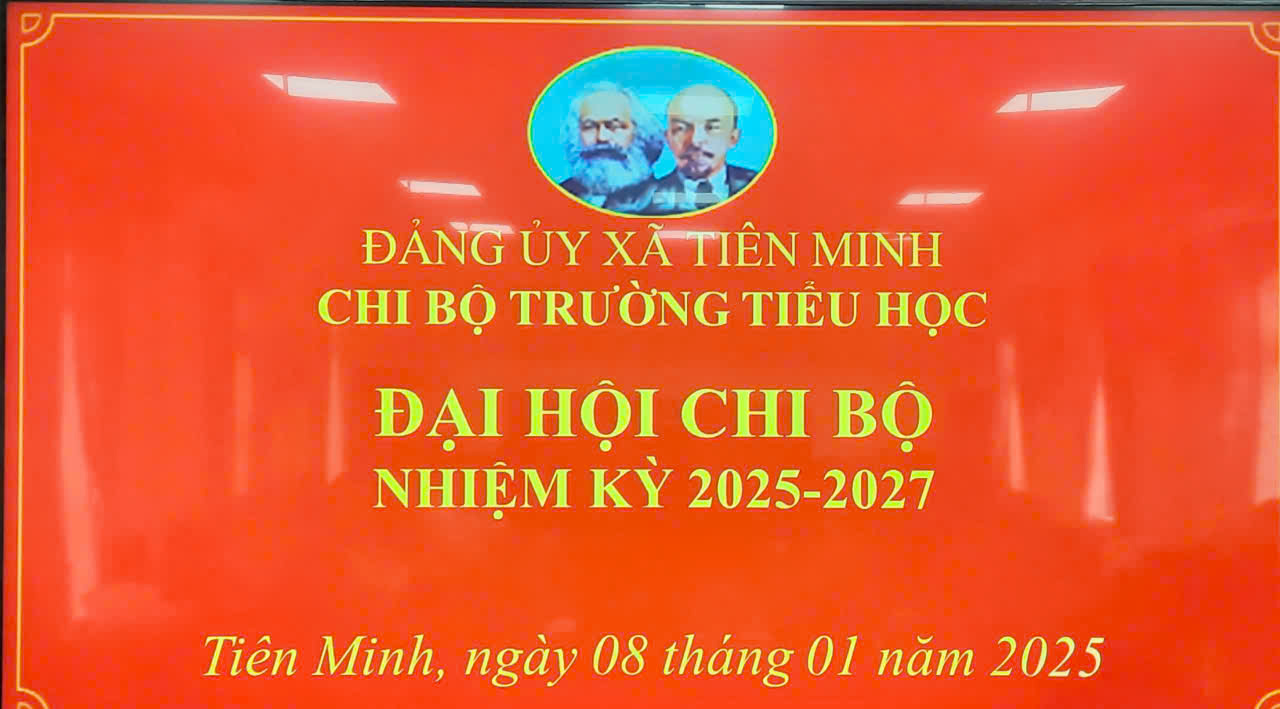 ĐẢNG ỦY XÃ TIÊN MINH
CHI BỘ TRƯỜNG TIỂU HỌC
ĐẠI HỘI CHI BỘ
NHIỆM KỲ 2025-2027
Tiên Minh, ngày 08 tháng 01 năm 2025